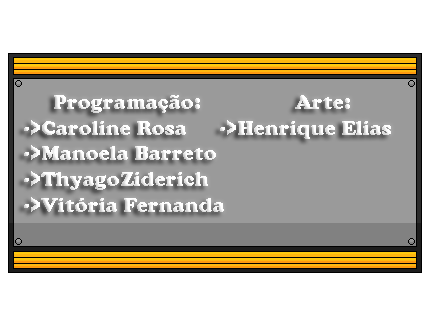 Programação: Arte:
->Caroline Rosa ->Henrique Elias
->Manoela Barreto
->ThyagoZiderich
->Vitória Fernanda